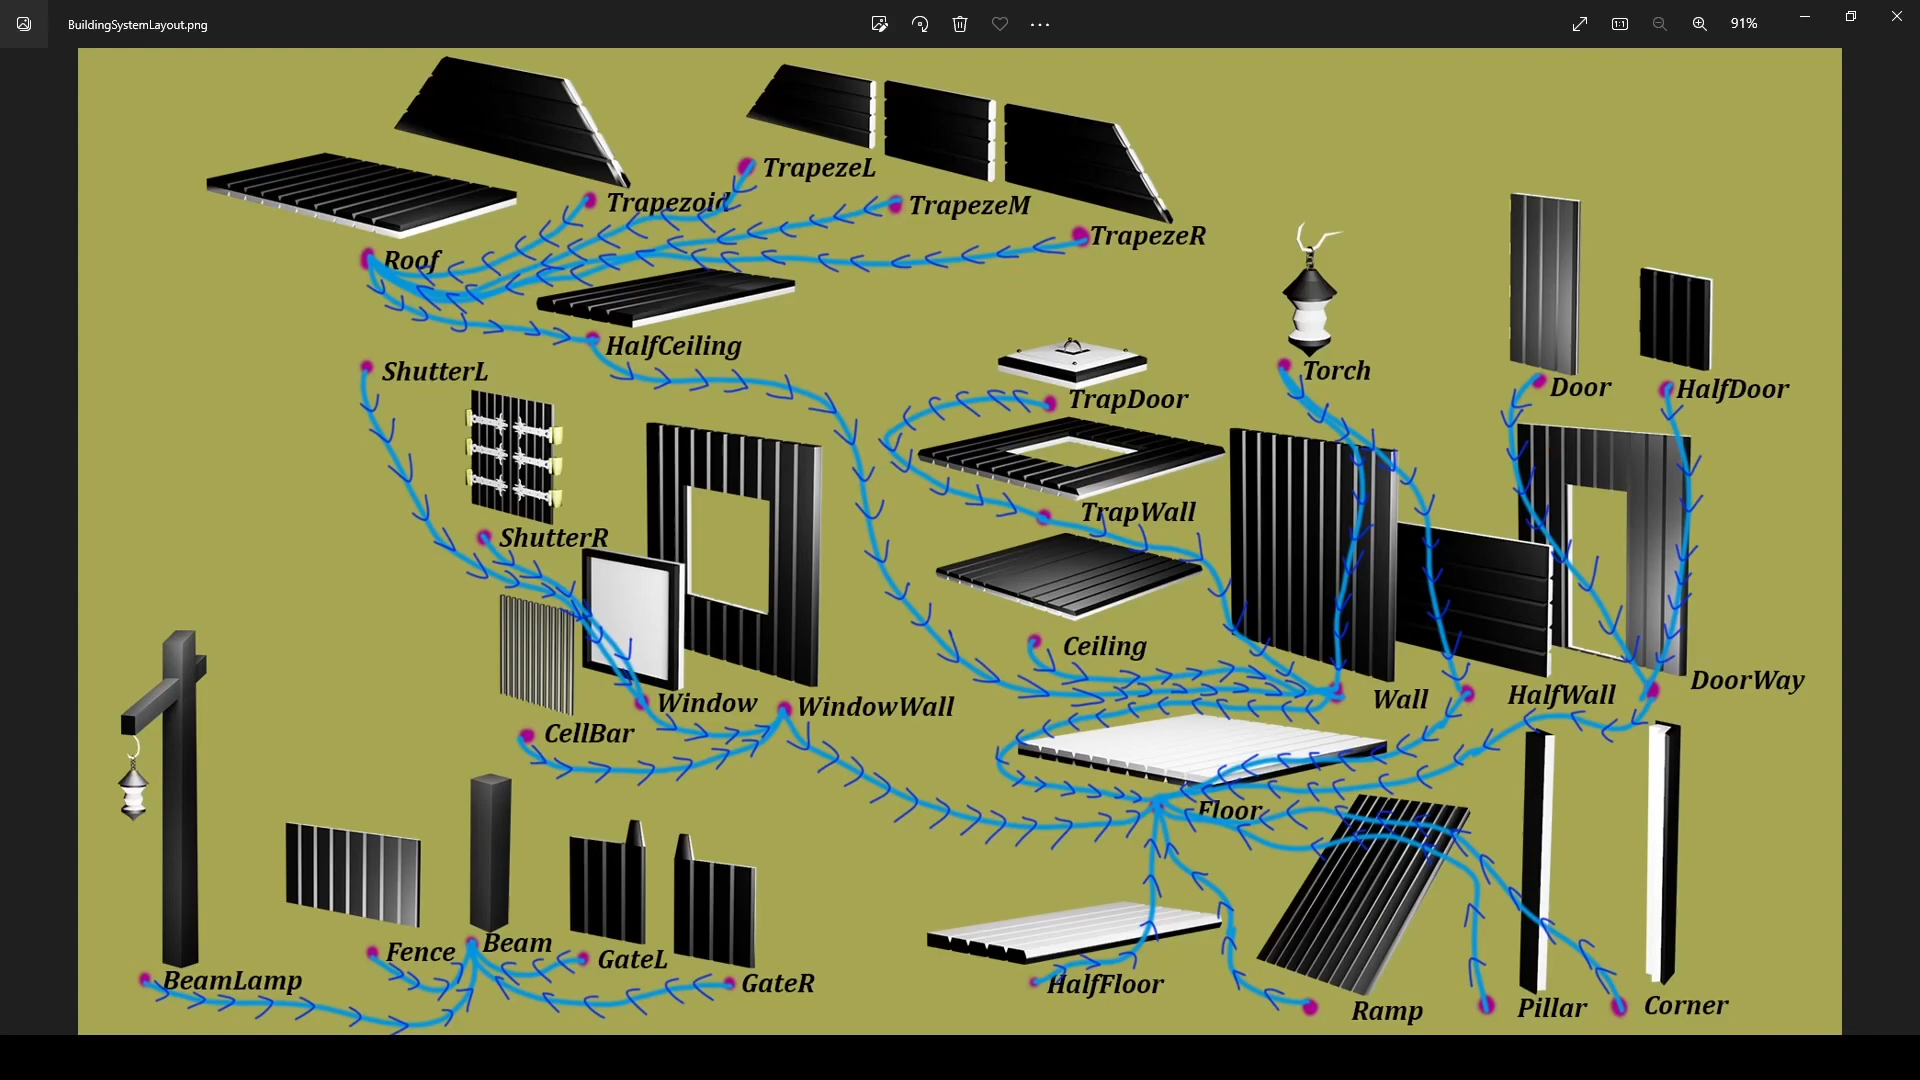 BuildingSystemLayout.png
91%
TrapezeL
Trapezoid
TrapezeM
TrapezeR
Roof
HalfCeiling
ShutterL
Torch
Door
HalfDoor
TrapDoor
TrapWall
ShutterR
Ceiling
DoorWay
Wall
HalfWall
Window
WindowWall
CellBar
Floor
Beam
Fence
GateL
BeamLamp
GateR
HalfFloor
Ramp
Pillar
Corner